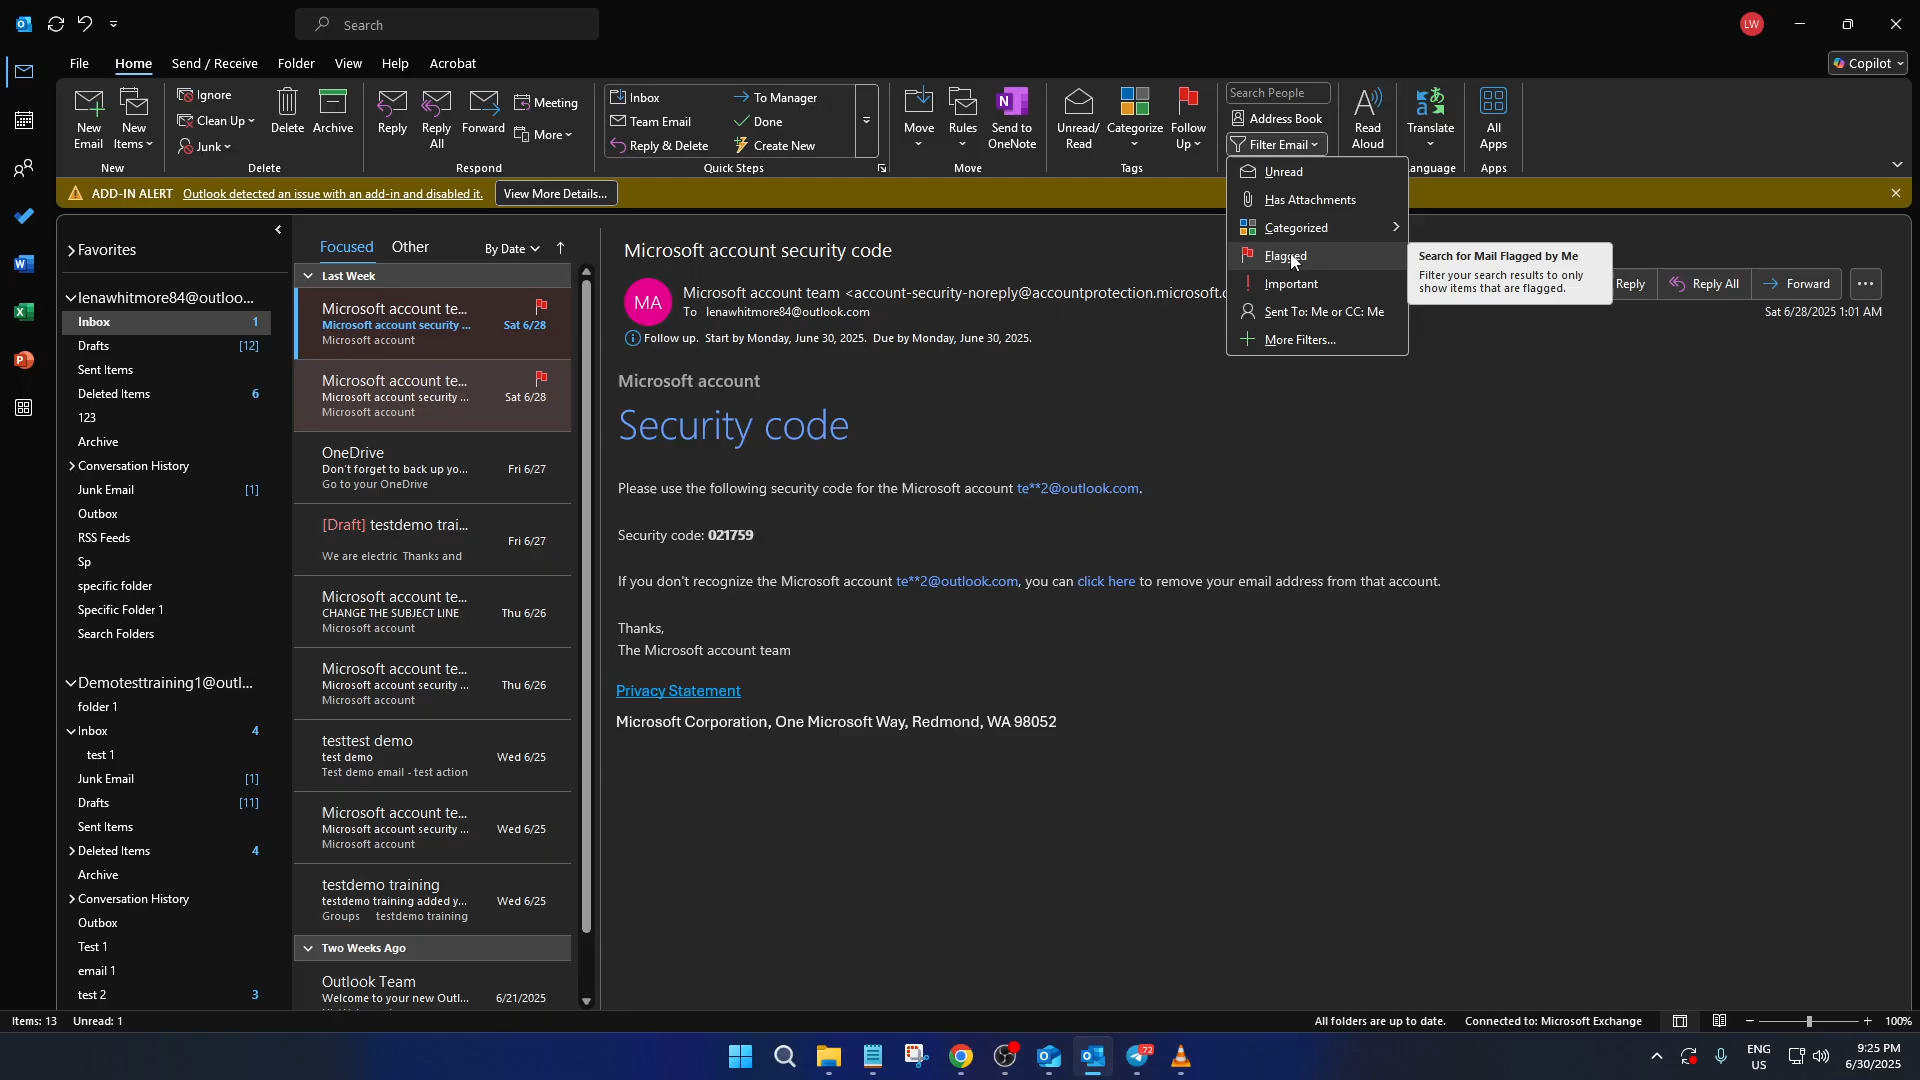 Search
LW
File
Home
Send / Receive
Folder
View
Help
Acrobat
Copilot
New Email
New Items
New
Ignore
Clean Up
Junk
Delete
Archive
Delete
Reply
Reply All
Forward
Meeting
More
Respond
Inbox
Team Email
Reply & Delete
To Manager
Done
Create New
Quick Steps
Move
Rules
Send to OneNote
Move
Unread/ Read
Categorize
Follow Up
Tags
Search People
Address Book
Filter Email
Read Aloud
Translate
anguage
All Apps
Apps
ADD-IN ALERT
Outlook detected an issue with an add-in and disabled it.
View More Details...
Unread
Has Attachments
Categorized
Flagged
Important
Sent To: Me or CC: Me
More Filters...
Search for Mail Flagged by Me
Filter your search results to only
show items that are flagged.
Favorites
lenawhitmore84@outloo...
Inbox 1
Drafts [12]
Sent Items
Deleted Items 6
123
Archive
Conversation History
Junk Email [1]
Outbox
RSS Feeds
Sp
specific folder
Specific Folder 1
Search Folders
Demotesttraining1@outl...
folder 1
Inbox 4
test 1
Junk Email [1]
Drafts [11]
Sent Items
Deleted Items 4
Archive
Conversation History
Outbox
Test 1
email 1
test 2 3
Focused
Other
By Date
Last Week
Microsoft account te...
Microsoft account security ... Sat 6/28
Microsoft account
Microsoft account te...
Microsoft account security ... Sat 6/28
Microsoft account
OneDrive
Don't forget to back up yo... Fri 6/27
Go to your OneDrive
[Draft] testdemo trai...
Fri 6/27
We are electric Thanks and
Microsoft account te...
CHANGE THE SUBJECT LINE Thu 6/26
Microsoft account
Microsoft account te...
Microsoft account security ... Thu 6/26
Microsoft account
testtest demo
test demo Wed 6/25
Test demo email - test action
Microsoft account te...
Microsoft account security ... Wed 6/25
Microsoft account
testdemo training
testdemo training added y... Wed 6/25
Groups testdemo training
Two Weeks Ago
Outlook Team
Welcome to your new Outl... 6/21/2025
Microsoft account security code
MA
Microsoft account team <account-security-noreply@accountprotection.microsoft.c
To lenawhitmore84@outlook.com
Follow up. Start by Monday, June 30, 2025. Due by Monday, June 30, 2025.
Reply
Reply All
Forward
Sat 6/28/2025 1:01 AM
Microsoft account
Security code
Please use the following security code for the Microsoft account te**2@outlook.com.
Security code: 021759
If you don't recognize the Microsoft account te**2@outlook.com, you can click here to remove your email address from that account.
Thanks,
The Microsoft account team
Privacy Statement
Microsoft Corporation, One Microsoft Way, Redmond, WA 98052
Items: 13 Unread: 1
All folders are up to date.
Connected to: Microsoft Exchange
100%
72
ENG
US
9:25 PM
6/30/2025